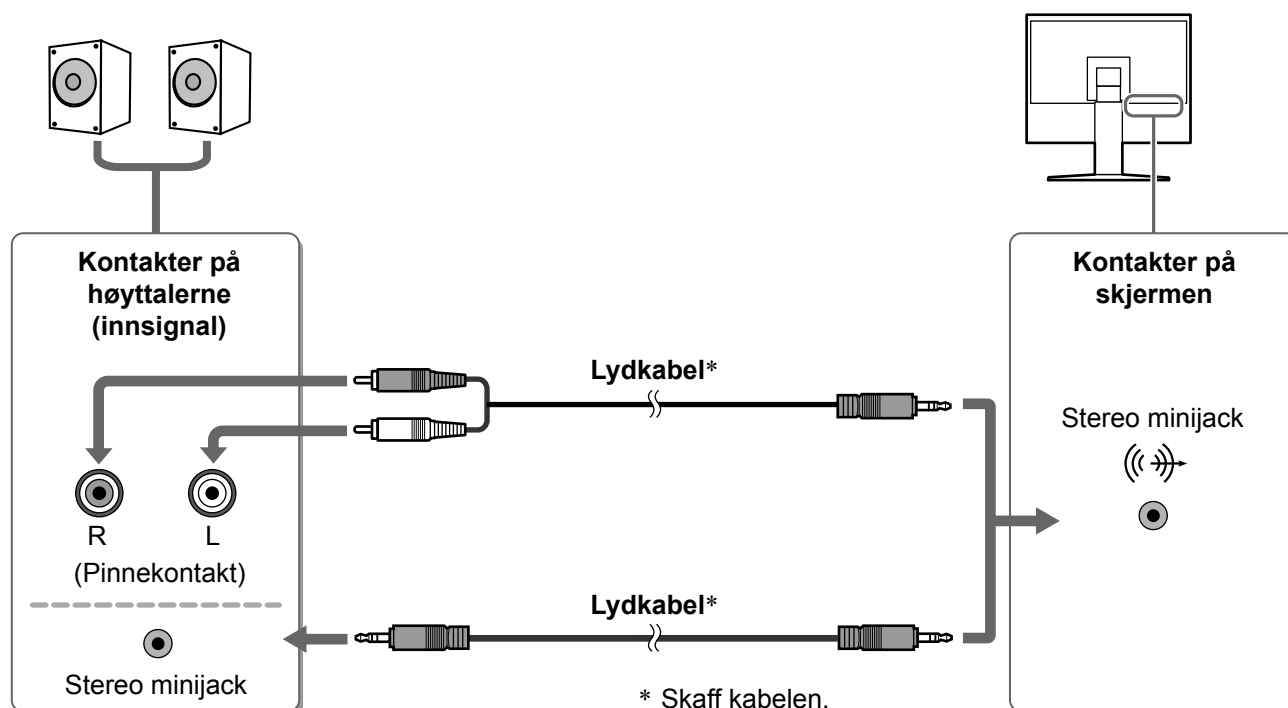 Kontakter på
høyttalerne
(innsignal)
Kontakter på
skjermen
Lydkabel*
Stereo minijack
R
L
(Pinnekontakt)
Lydkabel*
Stereo minijack
* Skaff kabelen.